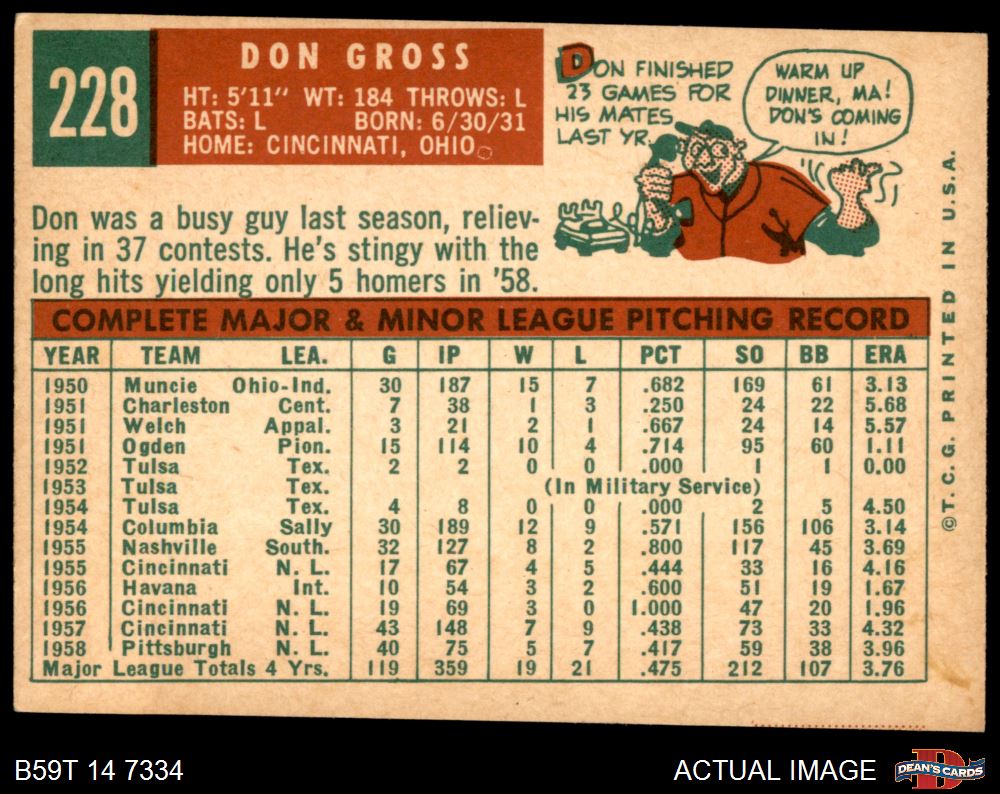 228
DON GROSS
HT: 5'11" WT: 184 THROWS: L
BATS: L BORN: 6/30/31
HOME: CINCINNATI, OHIO
DON FINISHED
23 GAMES FOR
HIS MATES
LAST YR.
WARM UP
DINNER, MA!
DON'S COMING
IN!
Don was a busy guy last season, reliev-
ing in 37 contests. He's stingy with the
long hits yielding only 5 homers in '58.
COMPLETE MAJOR & MINOR LEAGUE PITCHING RECORD
YEAR TEAM LEA. G IP W L PCT SO BB ERA
1950 Muncie Ohio-Ind. 30 187 15 7 .682 169 61 3.13
1951 Charleston Cent. 7 38 1 3 .250 24 22 5.68
1951 Welch Appal. 3 21 2 1 .667 24 14 5.57
1951 Ogden Pion. 15 114 10 4 .714 95 60 1.11
1952 Tulsa Tex. 2 2 0 0 .000 1 1 0.00
1953 Tulsa Tex. (In Military Service)
1954 Tulsa Tex. 4 8 0 0 .000 2 5 4.50
1954 Columbia Sally 30 189 12 9 .571 156 106 3.14
1955 Nashville South. 32 127 8 2 .800 117 45 3.69
1955 Cincinnati N. L. 17 67 4 5 .444 33 16 4.16
1956 Havana Int. 10 54 3 2 .600 51 19 1.67
1956 Cincinnati N. L. 19 69 3 0 1.000 47 20 1.96
1957 Cincinnati N. L. 43 148 7 9 .438 73 33 4.32
1958 Pittsburgh N. L. 40 75 5 7 .417 59 38 3.96
Major League Totals 4 Yrs. 119 359 19 21 .475 212 107 3.76
©T. C. G. PRINTED IN U.S.A.
B59T 14 7334
ACTUAL IMAGE
D
DEAN'S CARDS